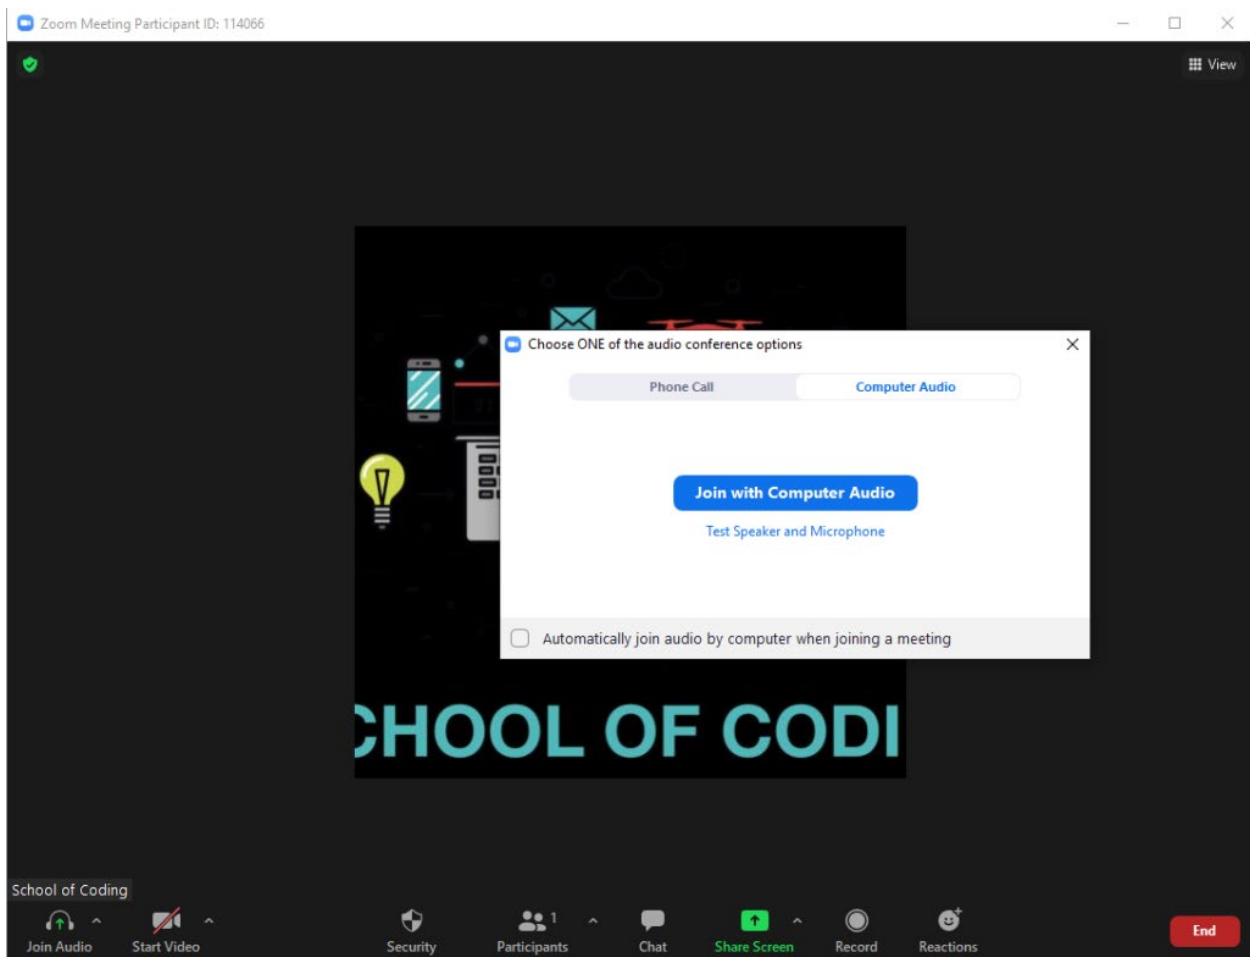 Zoom Meeting Participant ID: 114066
View
Choose ONE of the audio conference options
Phone Call Computer Audio
Join with Computer Audio
Test Speaker and Microphone
Automatically join audio by computer when joining a meeting
CHOOL OF CODI
School of Coding
1
Join Audio Start Video Security Participants Chat Share Screen Record Reactions End